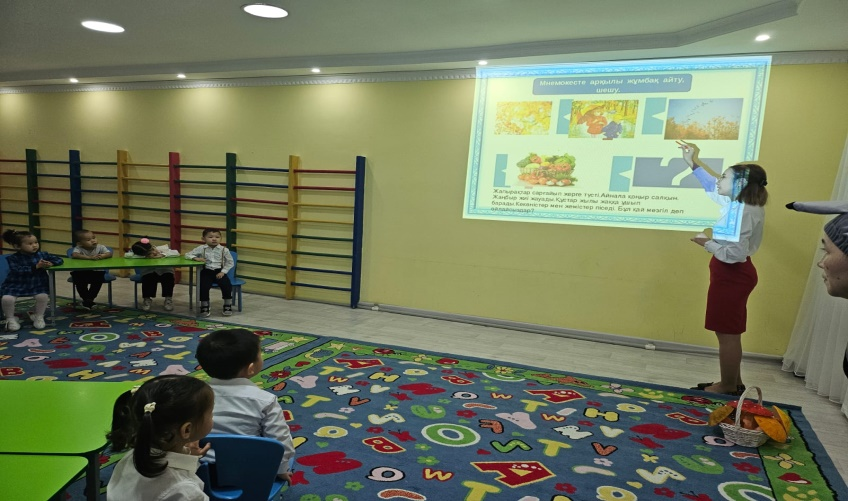 Мнемокесте арқылы жұмбақ айту,
шешу.
Жапырақтар сарғайып жерге түсті.Айнала қоңыр салқын.
Жаңбыр жиі жауады.Құстар жылы жаққа ұшып
барады.Көкөністер мен жемістер піседі. Бұл қай мезгіл деп
ойлайсыңдар?